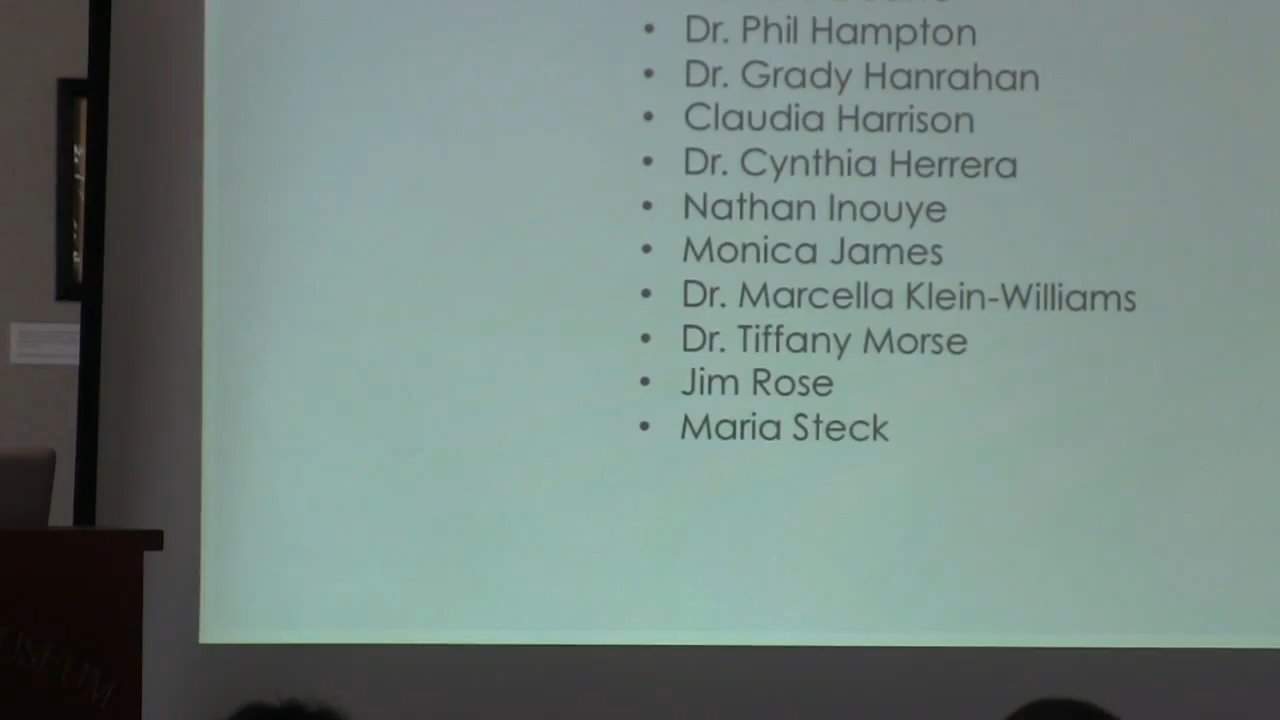 • Dr. Phil Hampton
• Dr. Grady Hanrahan
• Claudia Harrison
• Dr. Cynthia Herrera
• Nathan Inouye
• Monica James
• Dr. Marcella Klein-Williams
• Dr. Tiffany Morse
• Jim Rose
• Maria Steck